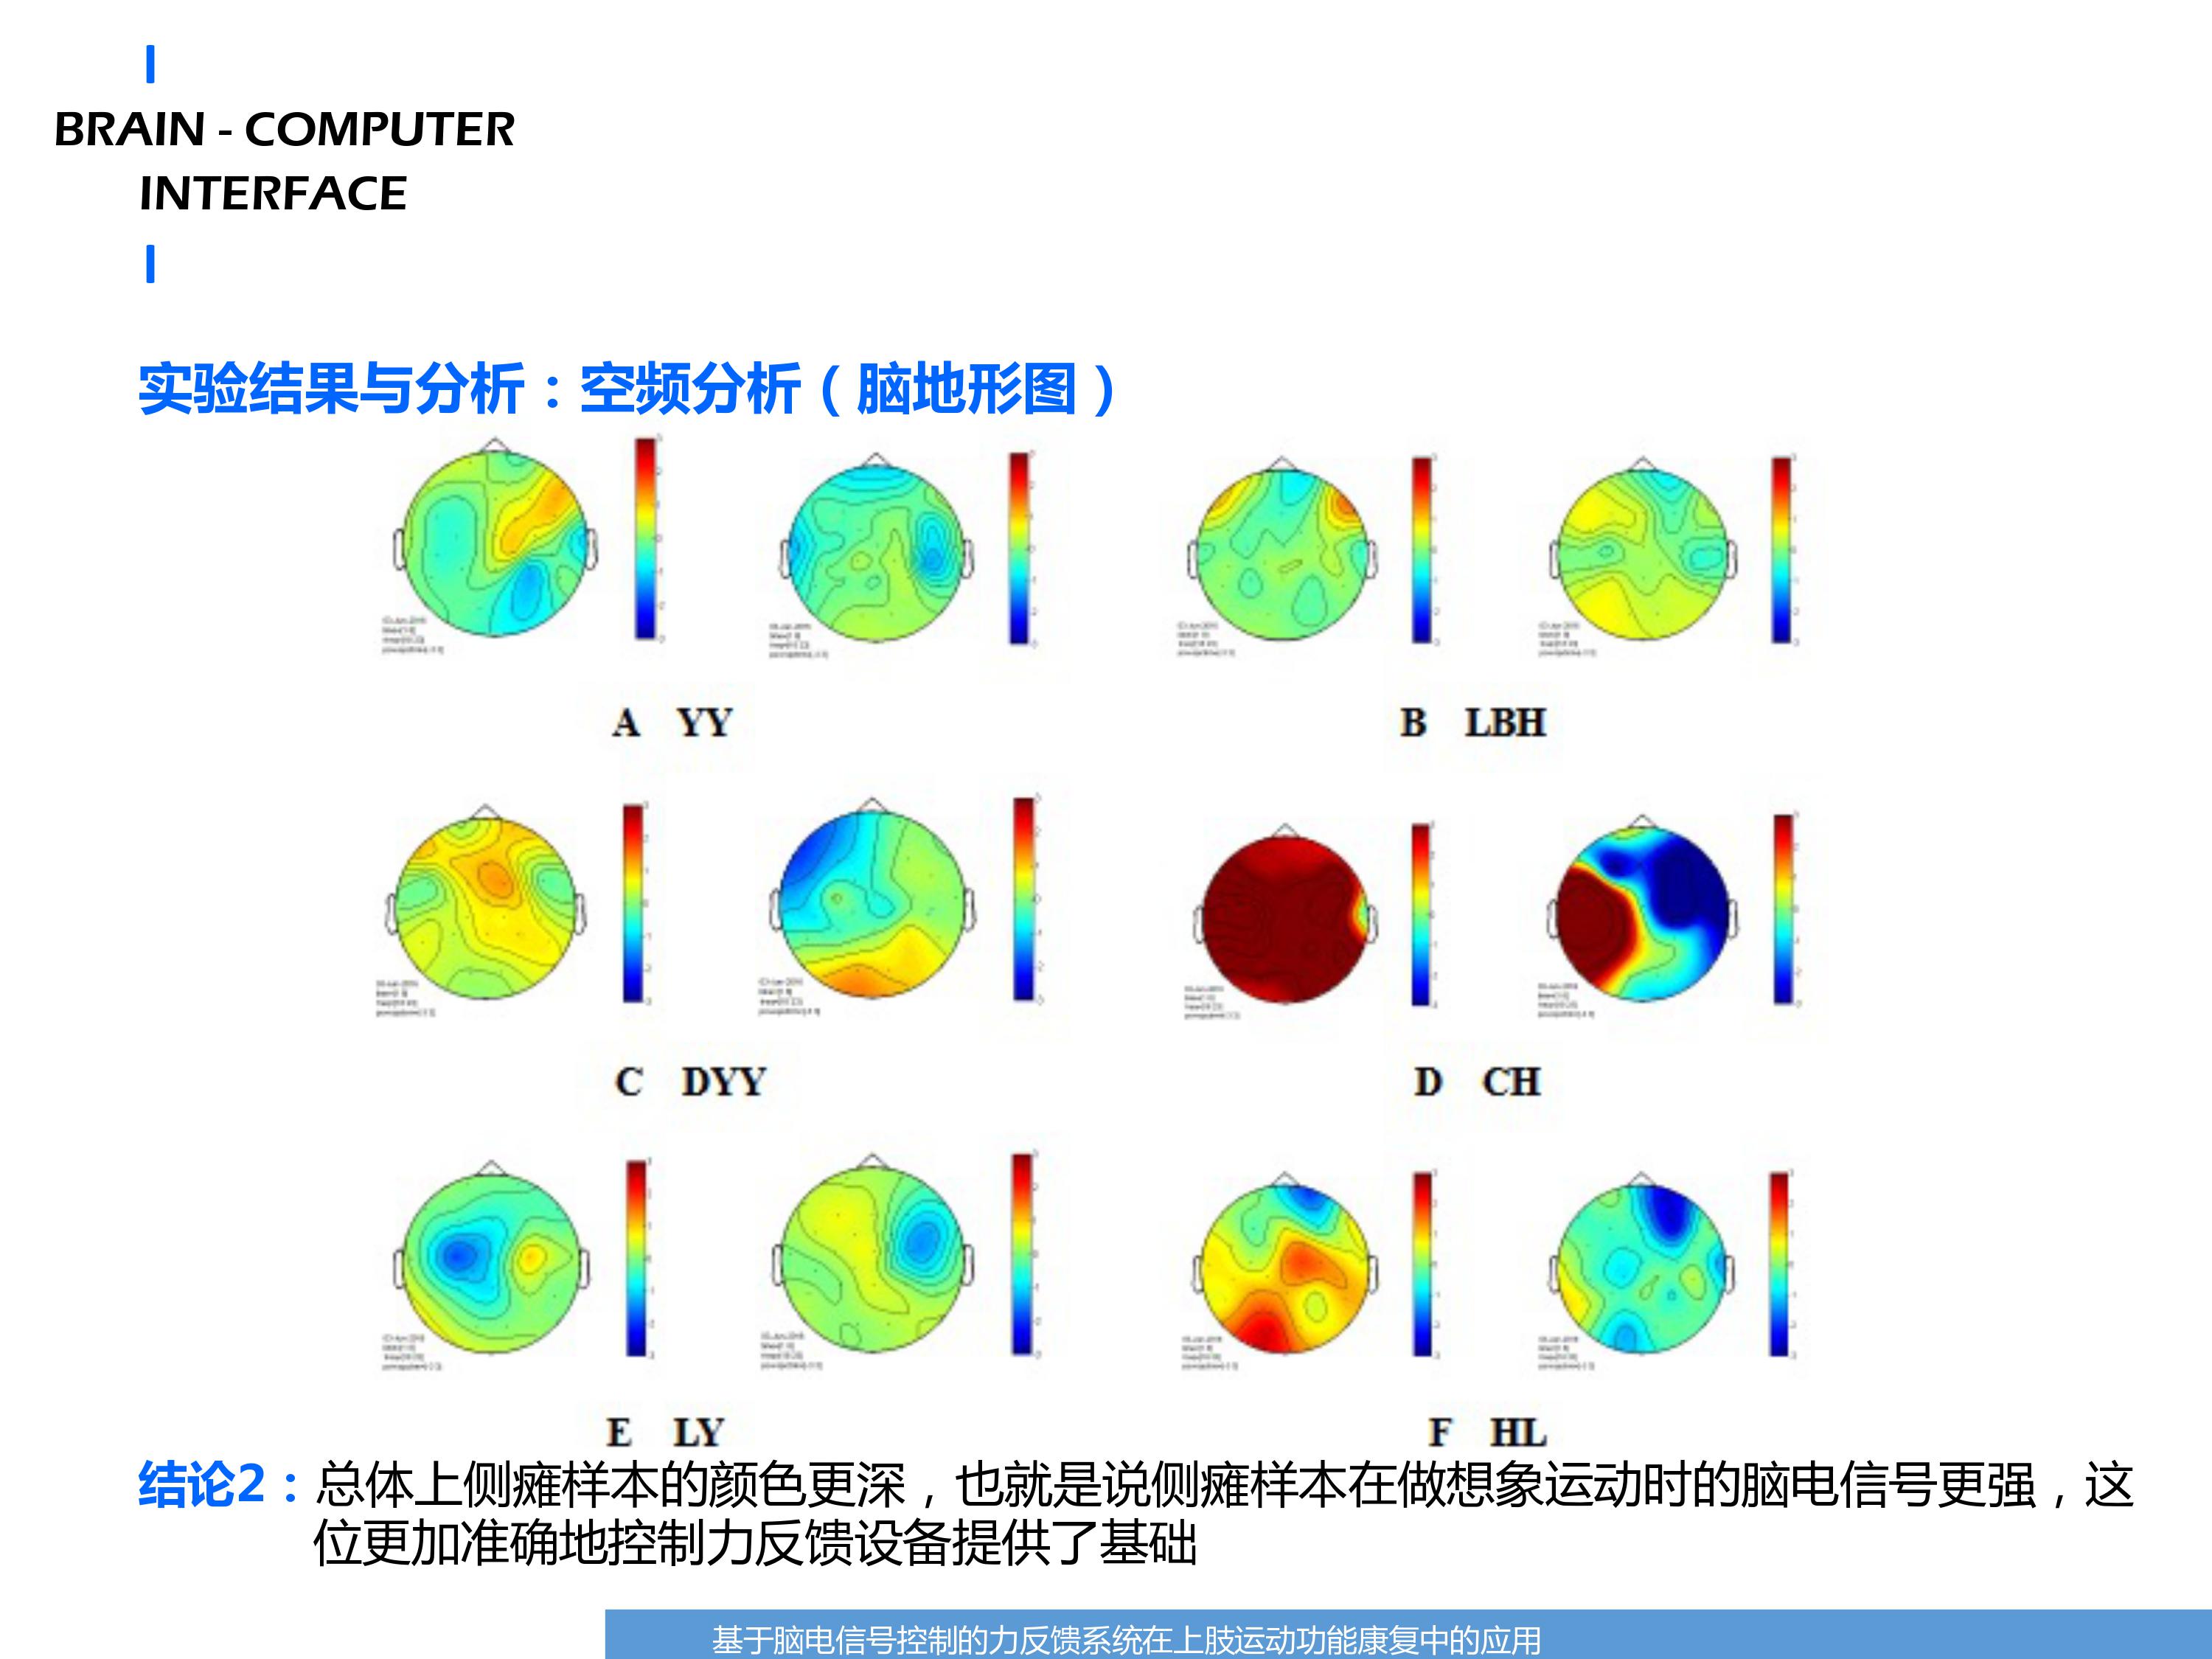 BRAIN - COMPUTER
INTERFACE
实验结果与分析：空频分析（脑地形图）
A YY
B LBH
C DYY
D CH
E LY
F HL
结论2：总体上侧瘫样本的颜色更深，也就是说侧瘫样本在做想象运动时的脑电信号更强，这
位更加准确地控制力反馈设备提供了基础
基于脑电信号控制的力反馈系统在上肢运动功能康复中的应用